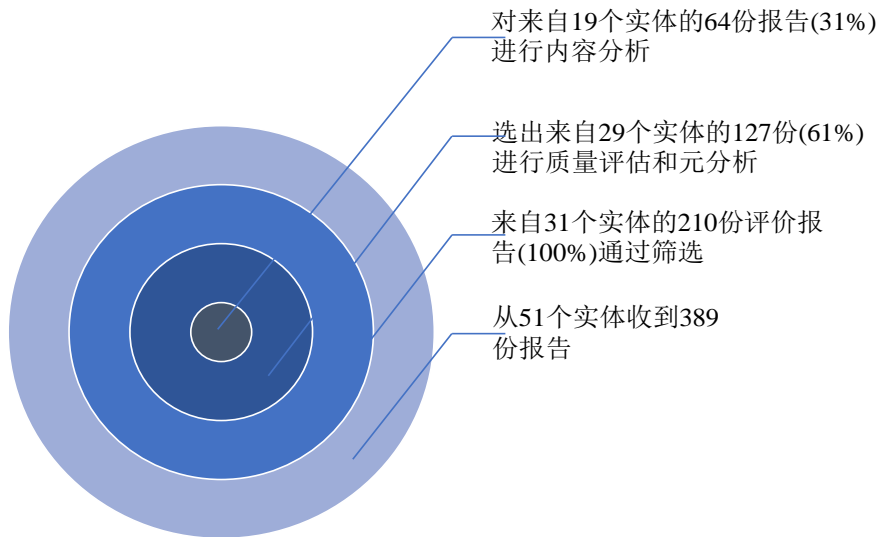 对来自19个实体的64份报告(31%)
进行内容分析
选出来自29个实体的127份(61%)
进行质量评估和元分析
来自31个实体的210份评价报
告(100%)通过筛选
从51个实体收到389
份报告